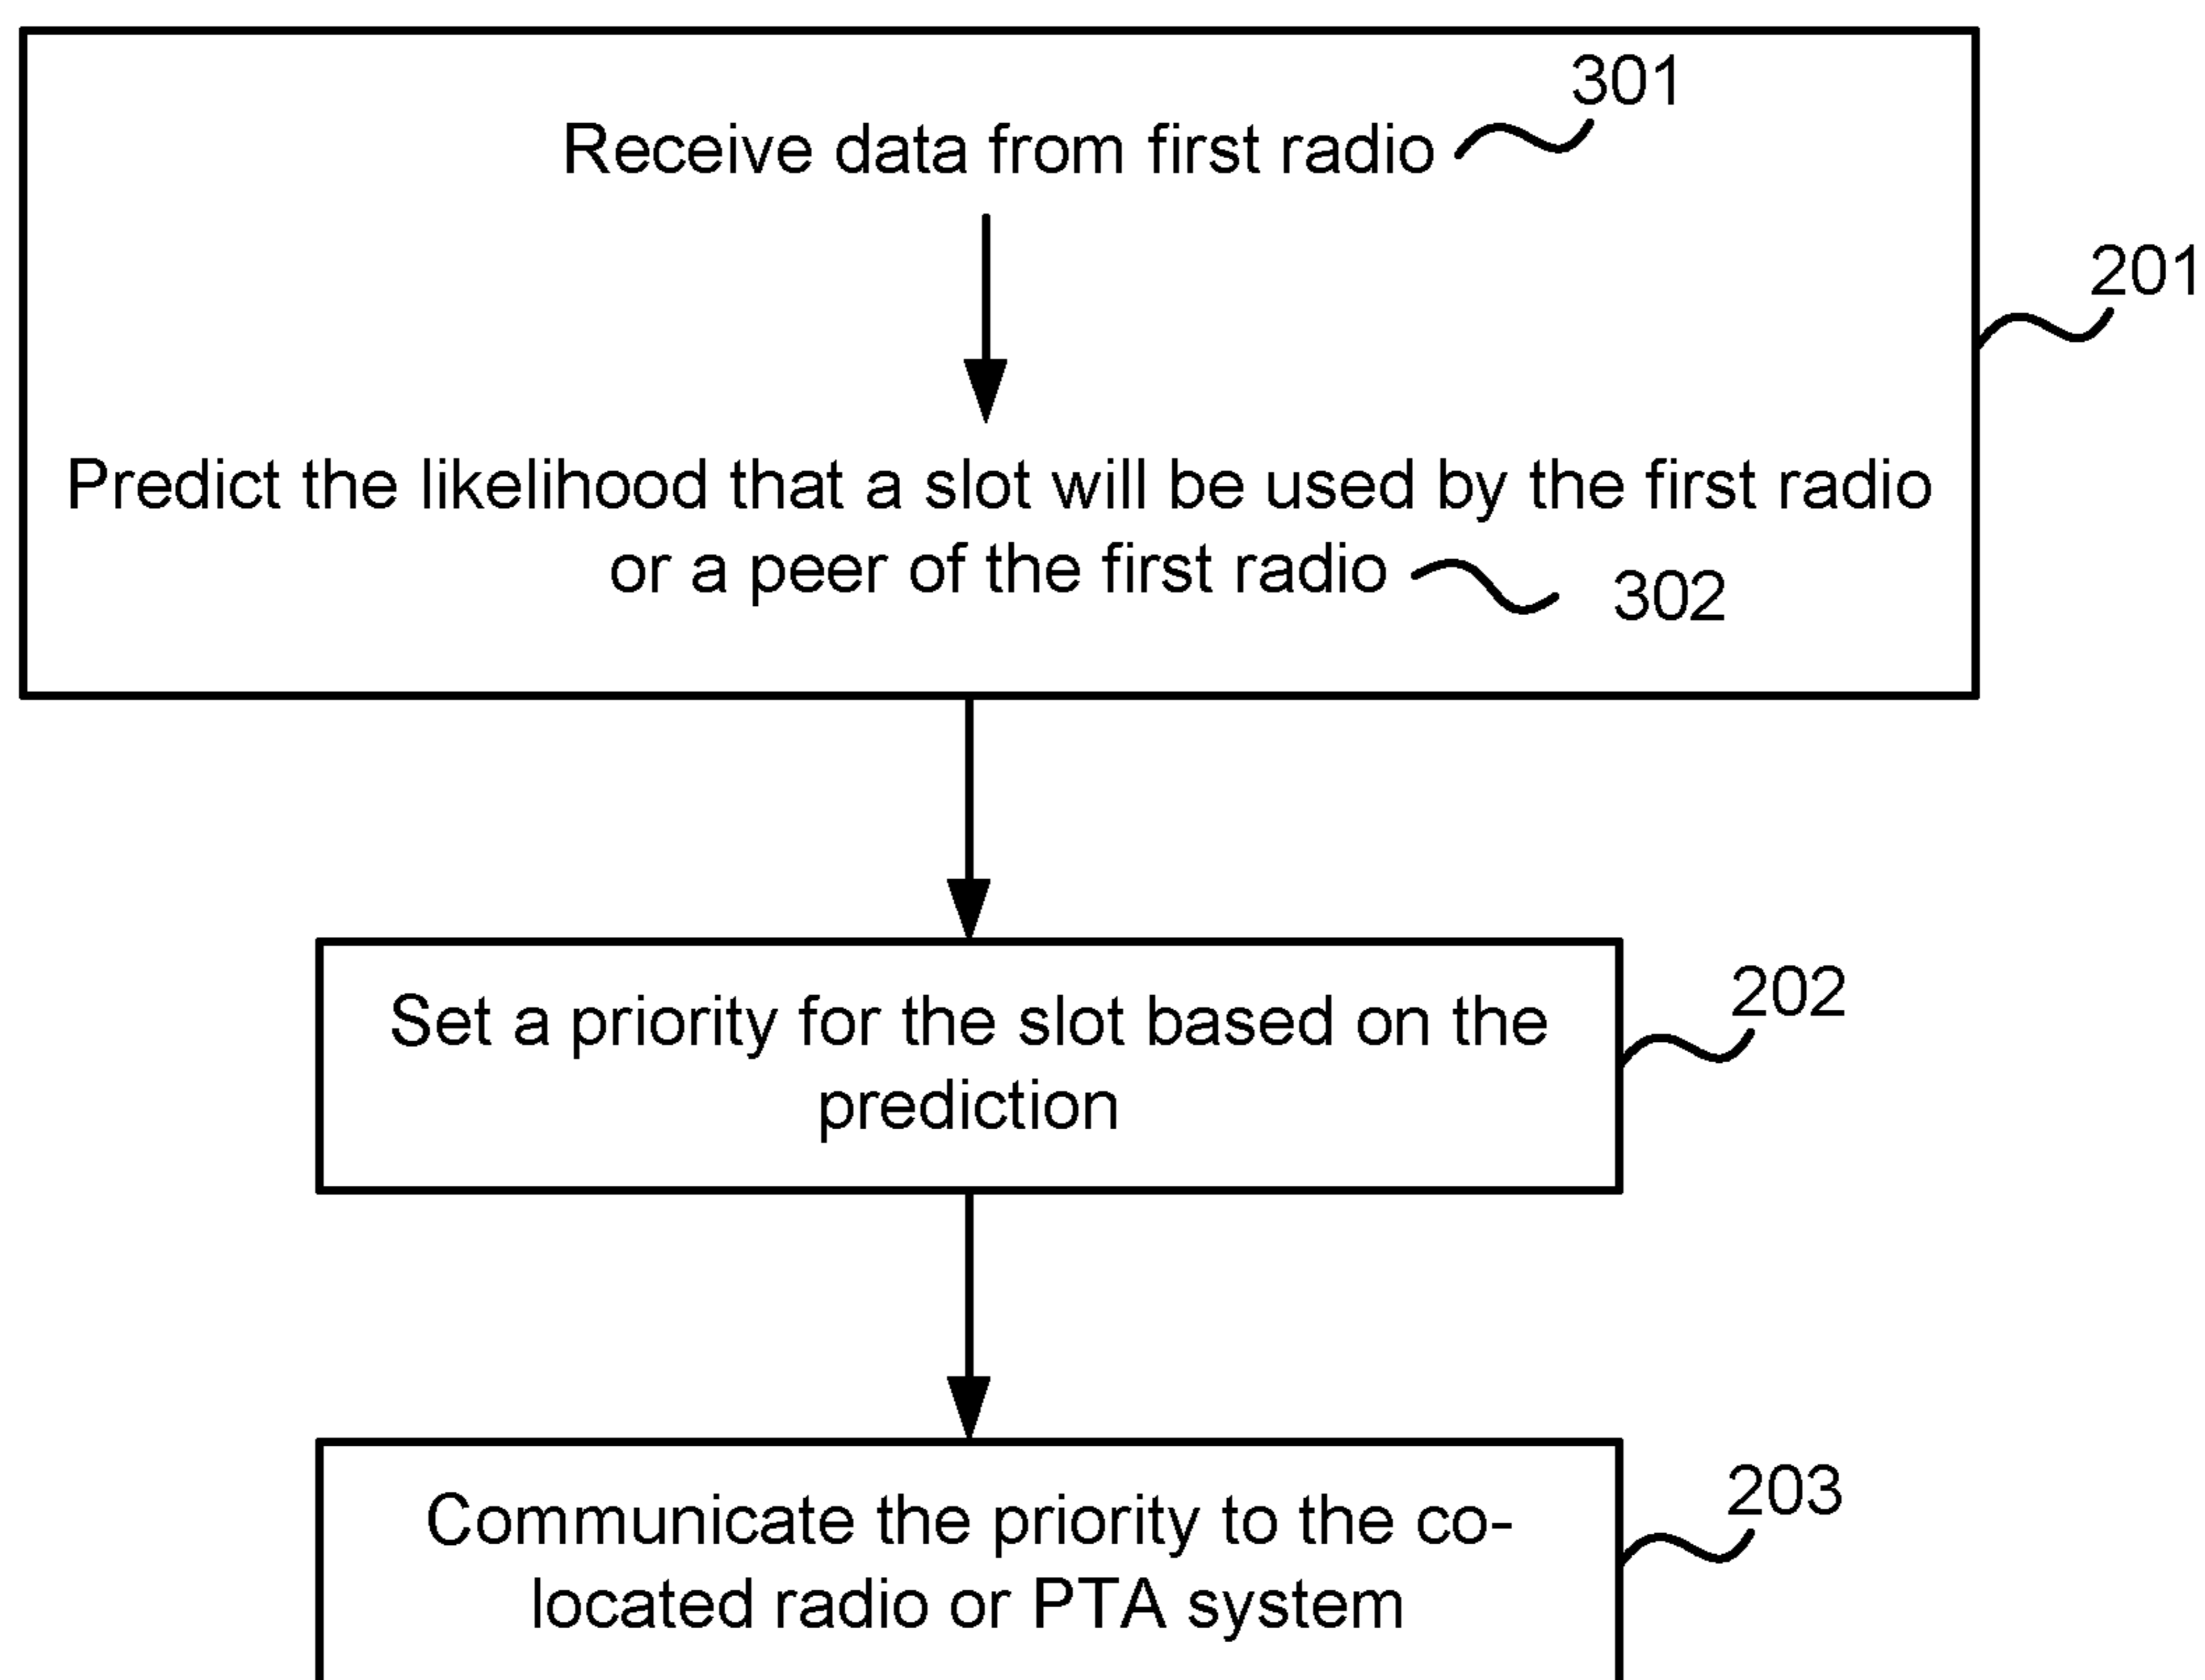 301
Receive data from first radio
201
Predict the likelihood that a slot will be used by the first radio
or a peer of the first radio
302
202
Set a priority for the slot based on the
prediction
203
Communicate the priority to the co-
located radio or PTA system